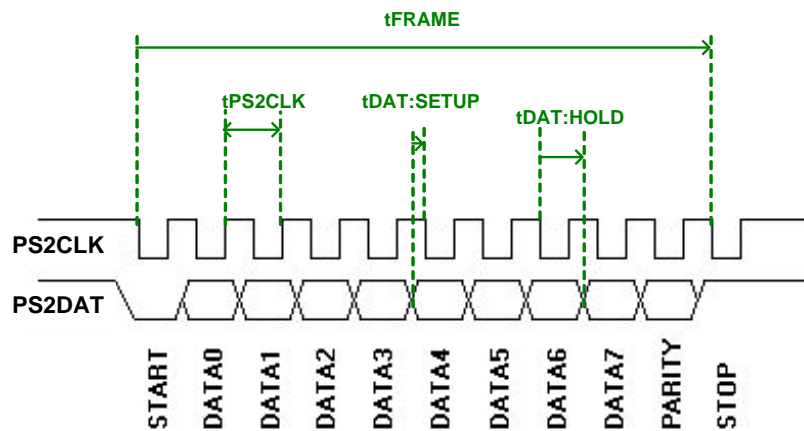 tFRAME
tPS2CLK
tDAT:SETUP
tDAT:HOLD
PS2CLK
PS2DAT
START
DATA0
DATA1
DATA2
DATA3
DATA4
DATA5
DATA6
DATA7
PARITY
STOP